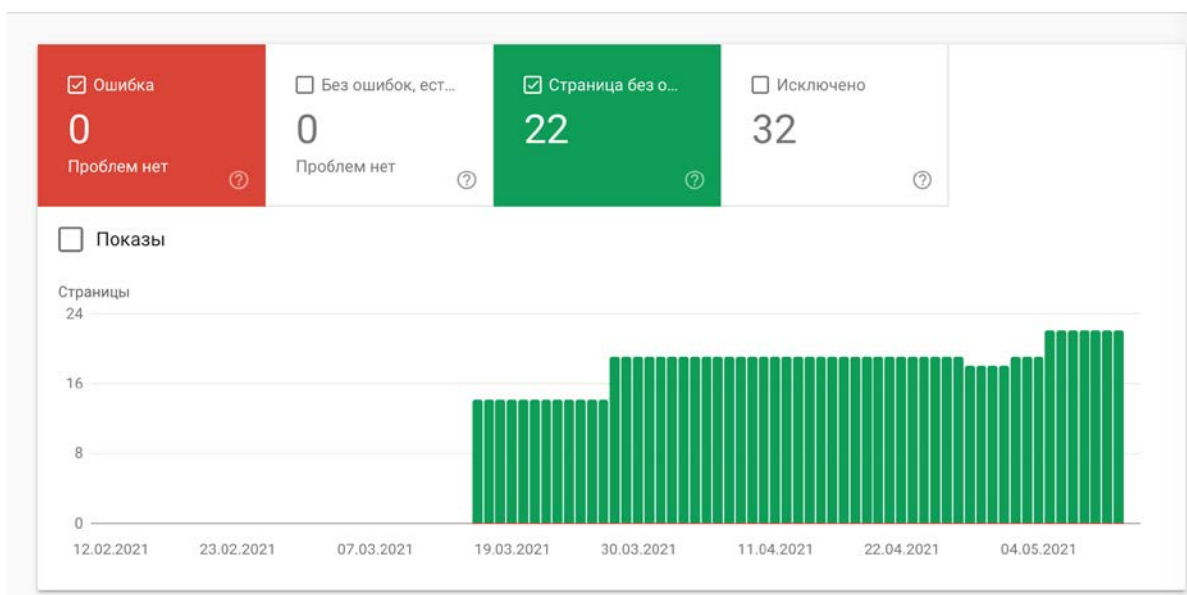 Ошибка
0
Проблем нет
Без ошибок, ест...
0
Проблем нет
Страница без о...
22
Исключено
32
Показы
Страницы
24
16
8
0
12.02.2021 23.02.2021 07.03.2021 19.03.2021 30.03.2021 11.04.2021 22.04.2021 04.05.2021